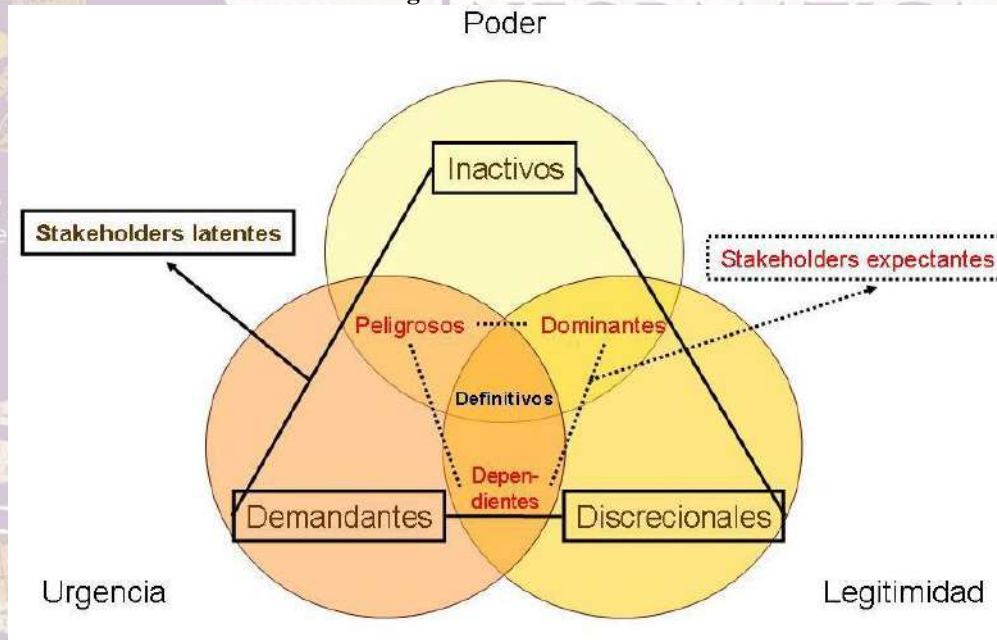 Poder
Inactivos
Stakeholders latentes
Stakeholders expectantes
Peligrosos
Dominantes
Definitivos
Depen-
dientes
Demandantes
Discrecionales
Urgencia
Legitimidad